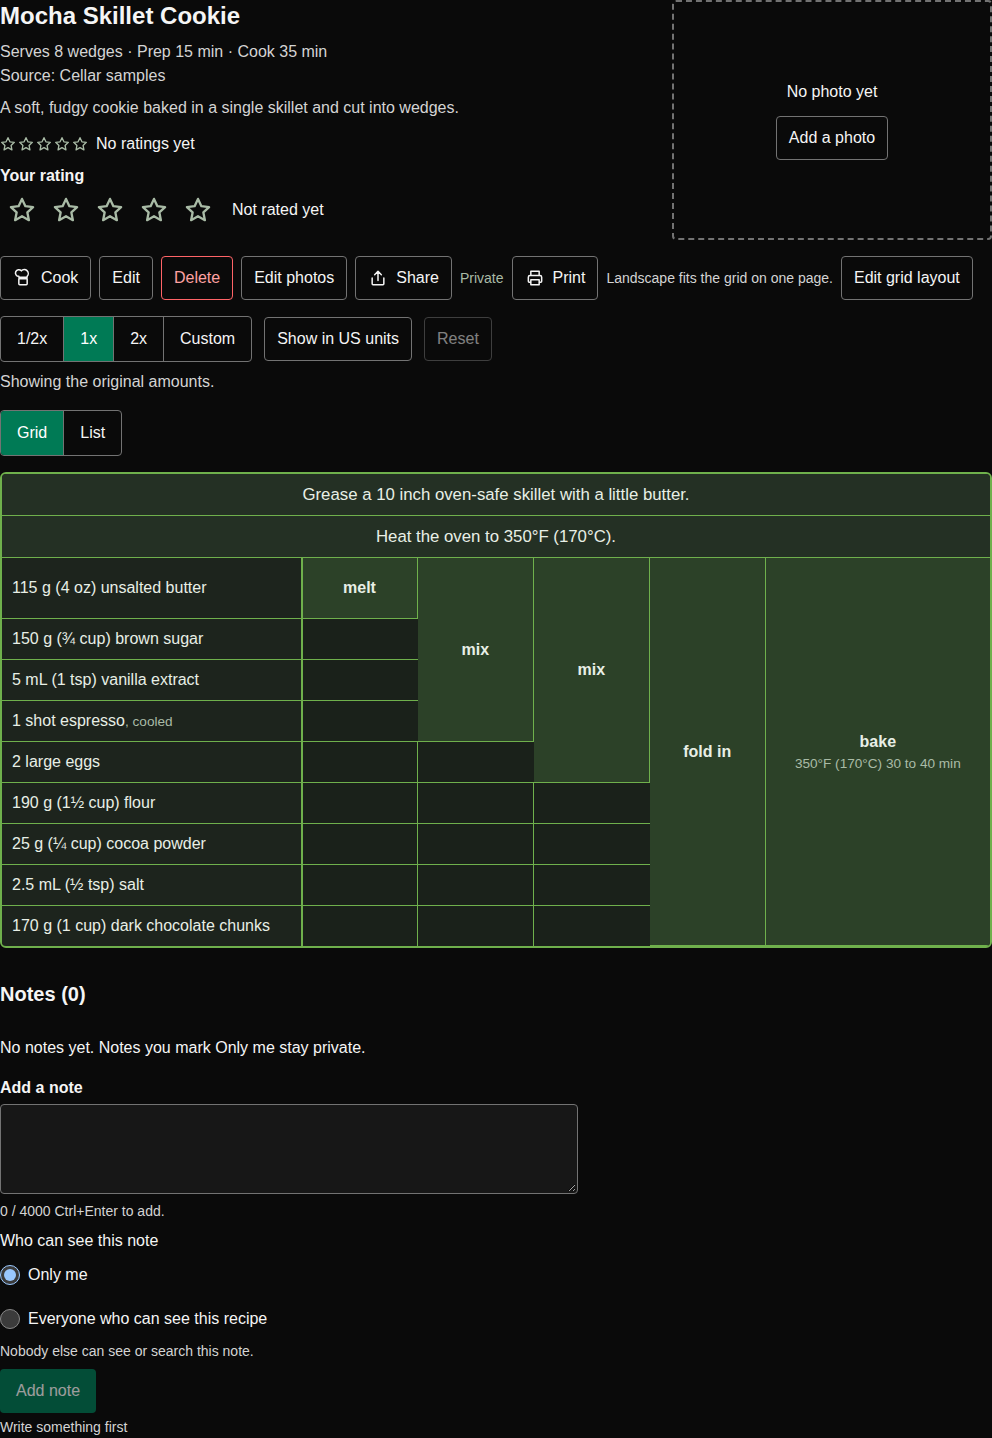 Mocha Skillet Cookie
Serves 8 wedges · Prep 15 min · Cook 35 min
Source: Cellar samples
A soft, fudgy cookie baked in a single skillet and cut into wedges.
No ratings yet
Your rating
Not rated yet
No photo yet
Add a photo
Cook Edit Delete Edit photos Share Private Print Landscape fits the grid on one page. Edit grid layout
1/2x 1x 2x Custom Show in US units Reset
Showing the original amounts.
Grid List
Grease a 10 inch oven-safe skillet with a little butter.
Heat the oven to 350°F (170°C).
115 g (4 oz) unsalted butter
melt
150 g (¾ cup) brown sugar
mix
5 mL (1 tsp) vanilla extract
mix
1 shot espresso, cooled
2 large eggs
fold in
bake
350°F (170°C) 30 to 40 min
190 g (1½ cup) flour
25 g (¼ cup) cocoa powder
2.5 mL (½ tsp) salt
170 g (1 cup) dark chocolate chunks
Notes (0)
No notes yet. Notes you mark Only me stay private.
Add a note
0 / 4000 Ctrl+Enter to add.
Who can see this note
Only me
Everyone who can see this recipe
Nobody else can see or search this note.
Add note
Write something first